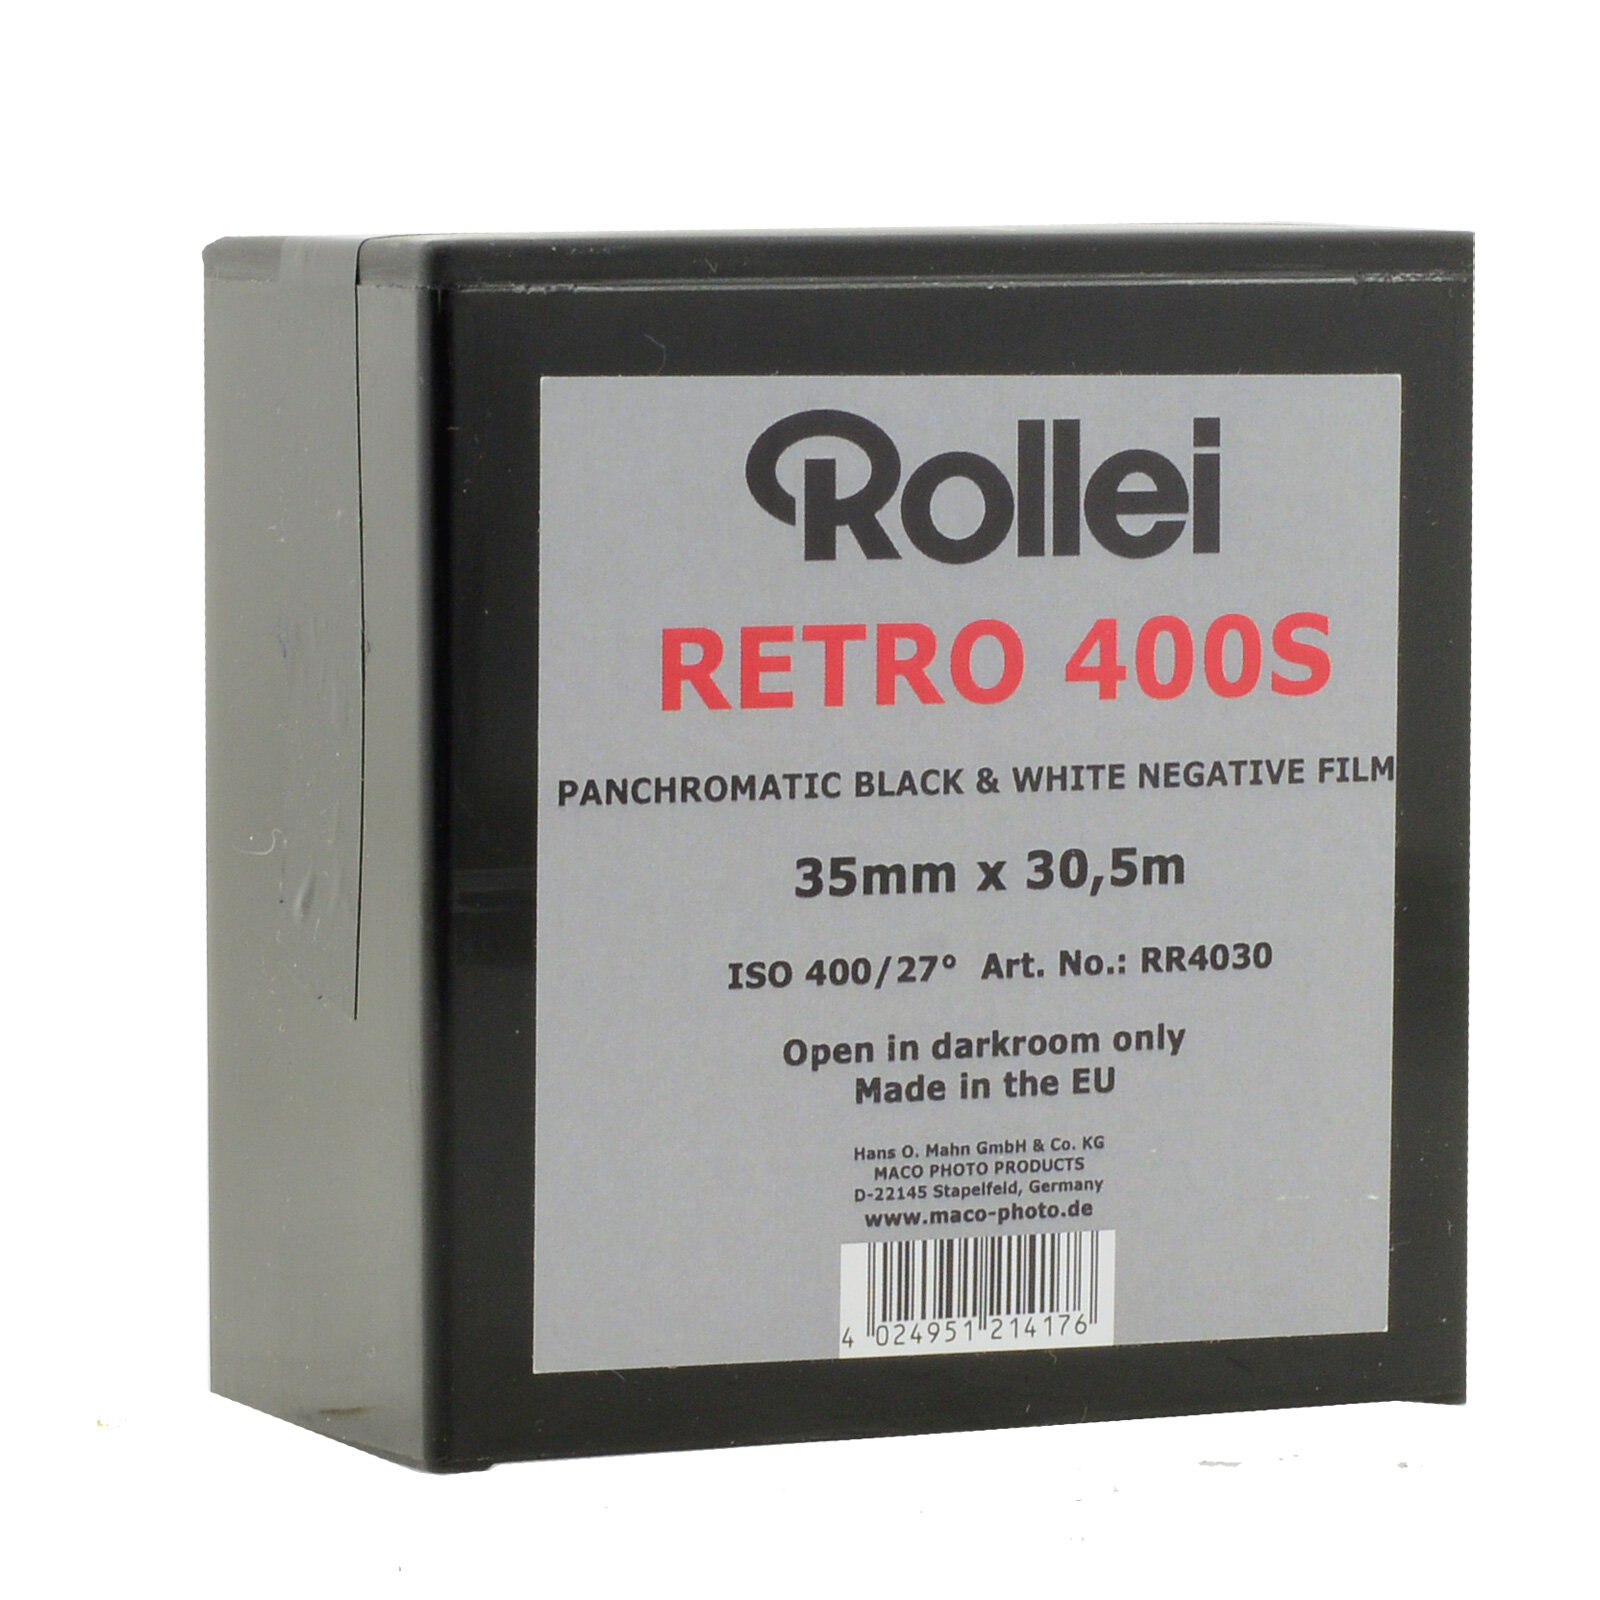 Rollei
RETRO 400S
PANCHROMATIC BLACK & WHITE NEGATIVE FILM
35mm x 30,5m
ISO 400/27° Art. No.: RR4030
Open in darkroom only
Made in the EU
Hans O. Mahn GmbH & Co. KG
MACO PHOTO PRODUCTS
D-22145 Stapelfeld, Germany
www.maco-photo.de
4 024951 214176